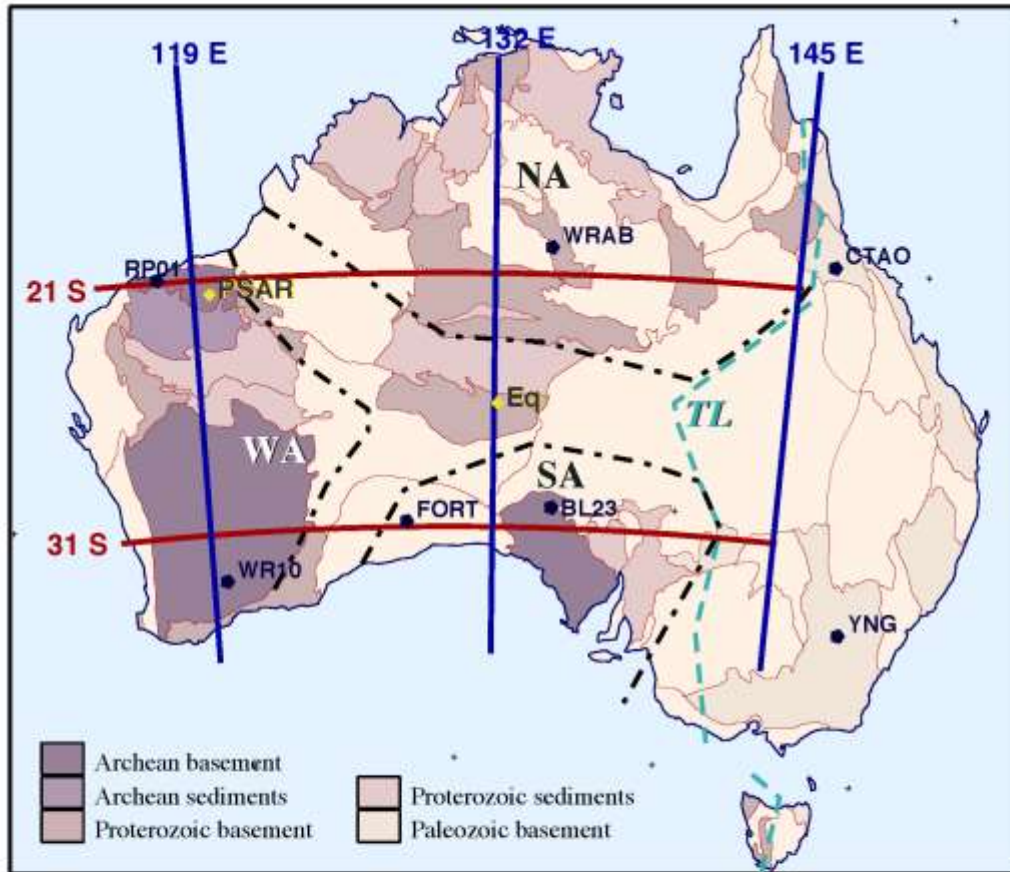 119 E
132 E
145 E
NA
WRAB
CTAO
RP01
21 S
PSAR
Eq
TL
WA
SA
FORT
BL23
31 S
WR10
YNG
Archean basement
Archean sediments
Proterozoic basement
Proterozoic sediments
Paleozoic basement